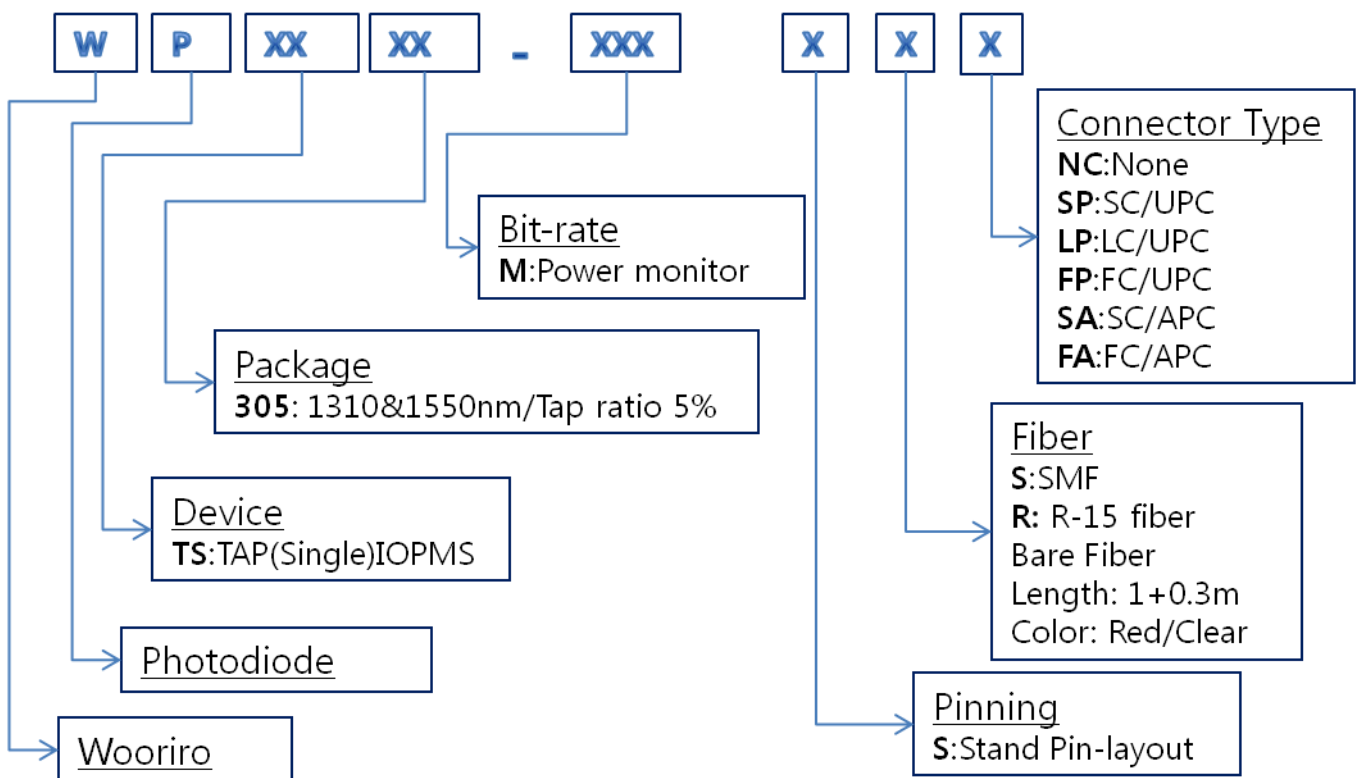 W P XX XX - XXX X X X
Connector Type
NC:None
SP:SC/UPC
LP:LC/UPC
FP:FC/UPC
SA:SC/APC
FA:FC/APC
Bit-rate
M:Power monitor
Package
305: 1310&1550nm/Tap ratio 5%
Fiber
S:SMF
R: R-15 fiber
Bare Fiber
Length: 1+0.3m
Color: Red/Clear
Device
TS:TAP(Single)IOPMS
Photodiode
Pinning
S:Stand Pin-layout
Wooriro